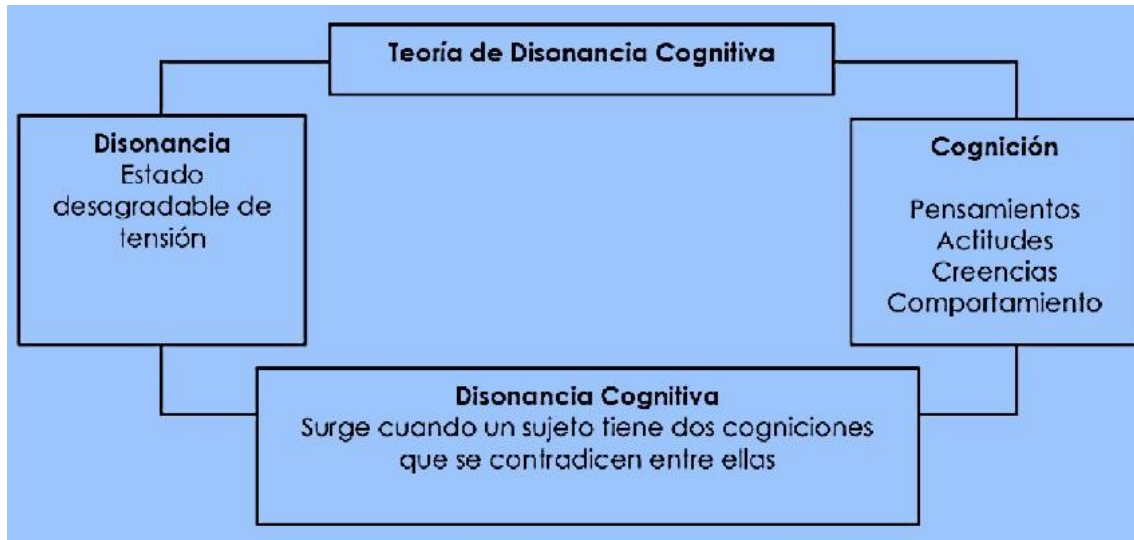 Teoría de Disonancia Cognitiva
Disonancia
Estado
desagradable de
tensión
Cognición
Pensamientos
Actitudes
Creencias
Comportamiento
Disonancia Cognitiva
Surge cuando un sujeto tiene dos cogniciones
que se contradicen entre ellas